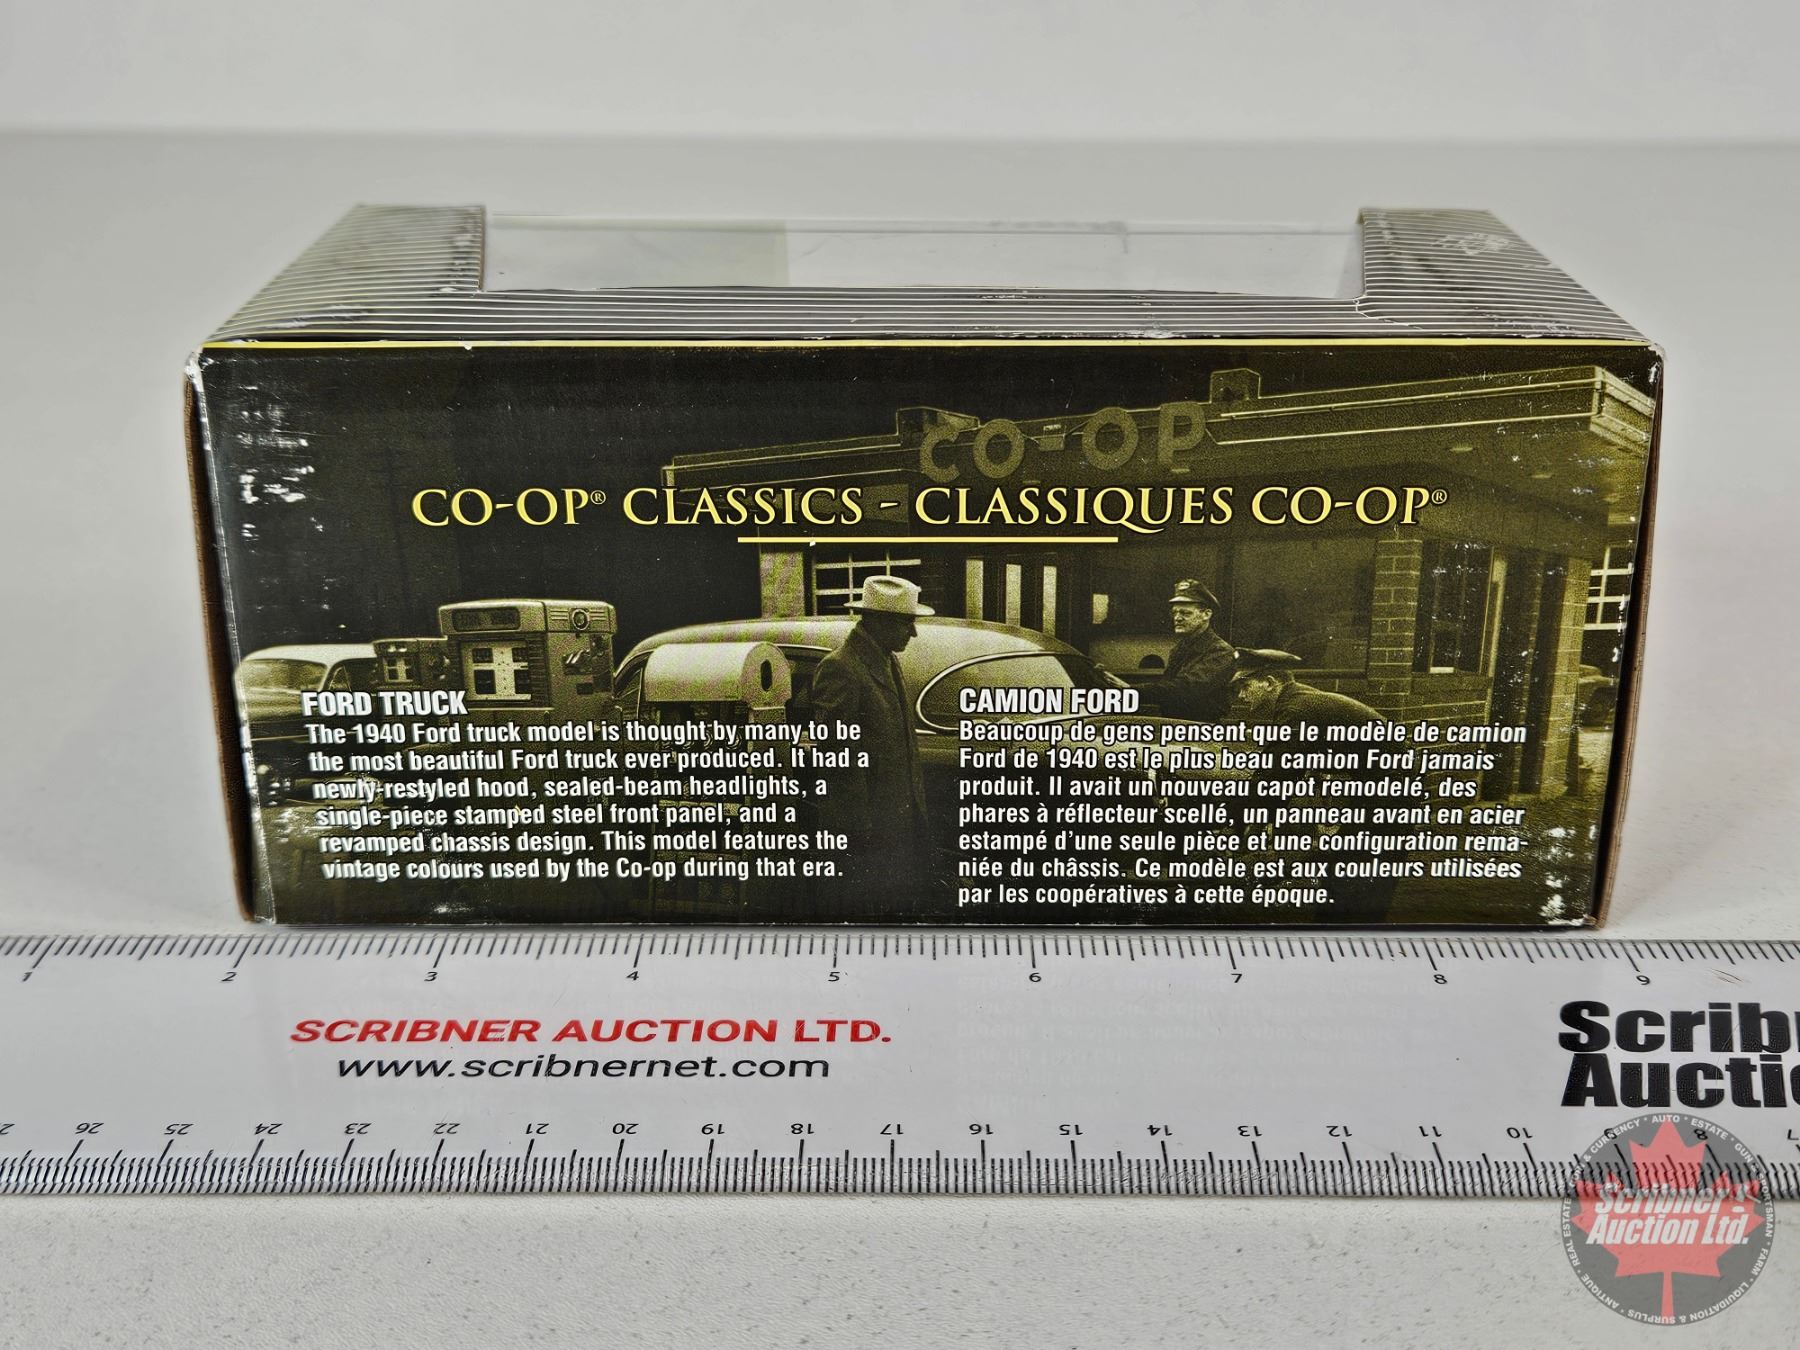 CO-OP
CO-OP® CLASSICS - CLASSIQUES CO-OP®
FORD TRUCK
The 1940 Ford truck model is thought by many to be
the most beautiful Ford truck ever produced. It had a
newly-restyled hood, sealed-beam headlights, a
single-piece stamped steel front panel, and a
revamped chassis design. This model features the
vintage colours used by the Co-op during that era.
CAMION FORD
Beaucoup de gens pensent que le modèle de camion
Ford de 1940 est le plus beau camion Ford jamais
produit. Il avait un nouveau capot remodelé, des
phares à réflecteur scellé, un panneau avant en acier
estampé d'une seule pièce et une configuration rema-
niée du châssis. Ce modèle est aux couleurs utilisées
par les coopératives à cette époque.
1 2 3 4 5 6 7 8 9
SCRIBNER AUCTION LTD.
www.scribnernet.com
Scribn
Auctio
26 25 24 23 22 21 20 19 18 17 16 15 14 13 12 11 10 9 8 7
Scribner's
Auction Ltd.